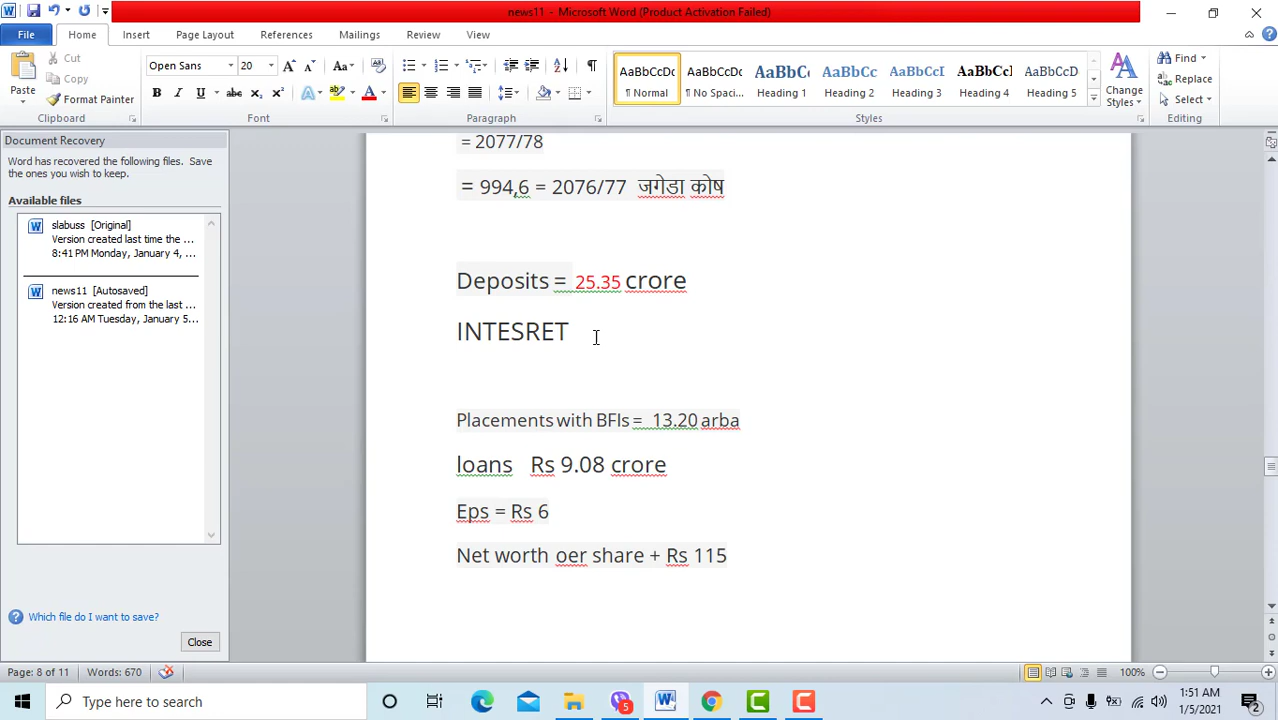 news11 - Microsoft Word (Product Activation Failed)
File Home Insert Page Layout References Mailings Review View
Paste
Cut
Copy
Format Painter
Clipboard
Open Sans 20
Font
Paragraph
AaBbCcDc AaBbCcDc AaBbCc AaBbCc AaBbCcI AaBbCcI AaBbCcDc
¶ Normal ¶ No Spaci... Heading 1 Heading 2 Heading 3 Heading 4 Heading 5
Change Styles
Styles
Find
Replace
Select
Editing
Document Recovery
Word has recovered the following files. Save
the ones you wish to keep.
Available files
slabuss [Original]
Version created last time the ...
8:41 PM Monday, January 4, ...
news11 [Autosaved]
Version created from the last ...
12:16 AM Tuesday, January 5...
Which file do I want to save?
Close
= 2077/78
= 994,6 = 2076/77 जगेडा कोष
Deposits = 25.35 crore
INTESRET
Placements with BFIs = 13.20 arba
loans Rs 9.08 crore
Eps = Rs 6
Net worth oer share + Rs 115
Page: 8 of 11 Words: 670 100%
Type here to search
5
1:51 AM
1/5/2021
2